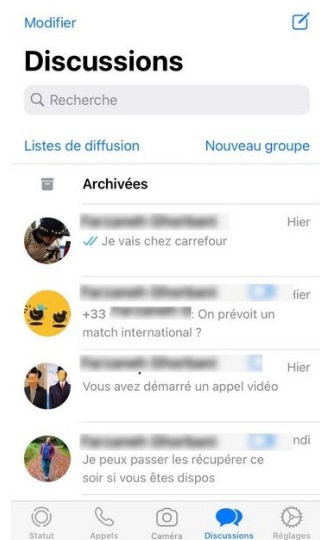 Modifier
Discussions
Recherche
Listes de diffusion
Nouveau groupe
Archivées
Hier
Je vais chez carrefour
Hier
+33 : On prévoit un
match international ?
Hier
Vous avez démarré un appel vidéo
ndi
Je peux passer les récupérer ce
soir si vous êtes dispos
Statut
Appels
Caméra
Discussions
Réglages